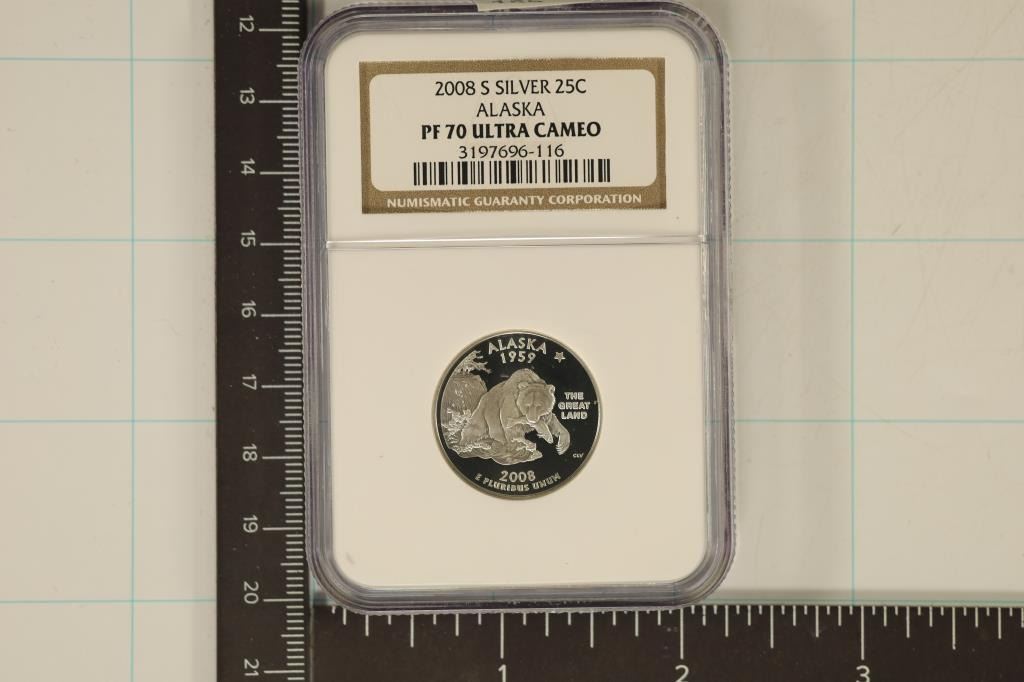 2008 S SILVER 25C
ALASKA
PF 70 ULTRA CAMEO
3197696-116
NUMISMATIC GUARANTY CORPORATION
ALASKA
1959
THE
GREAT
LAND
CLV
2008
E PLURIBUS UNUM
12
13
14
15
16
17
18
19
20
21
1
2
3